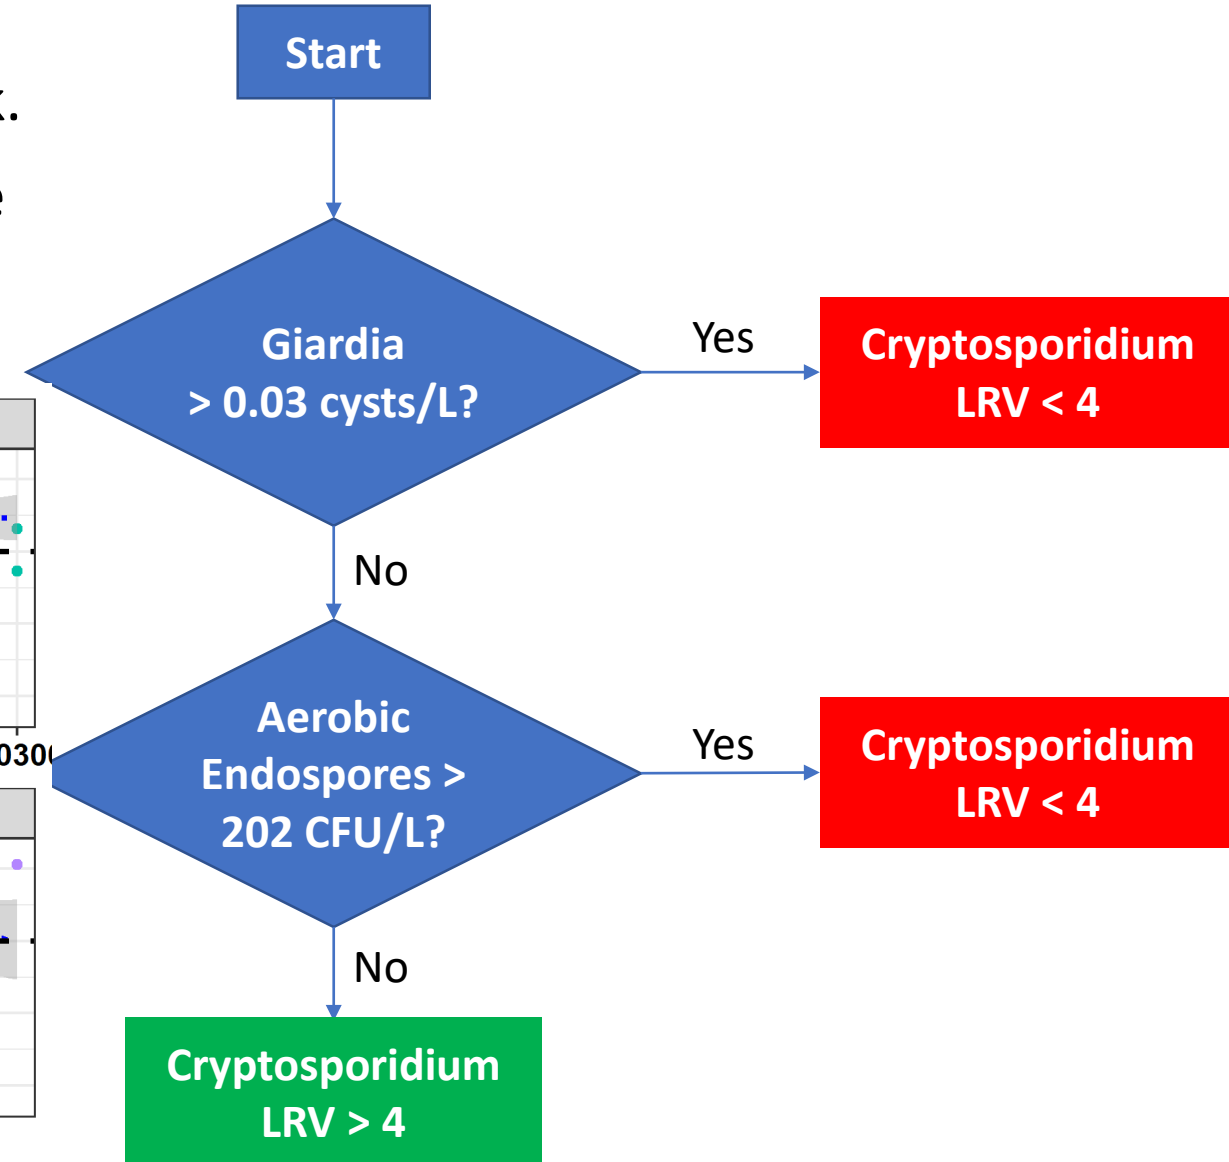 Start
Giardia
> 0.03 cysts/L?
Yes
Cryptosporidium
LRV < 4
No
Aerobic
Endospores >
202 CFU/L?
Yes
Cryptosporidium
LRV < 4
No
Cryptosporidium
LRV > 4